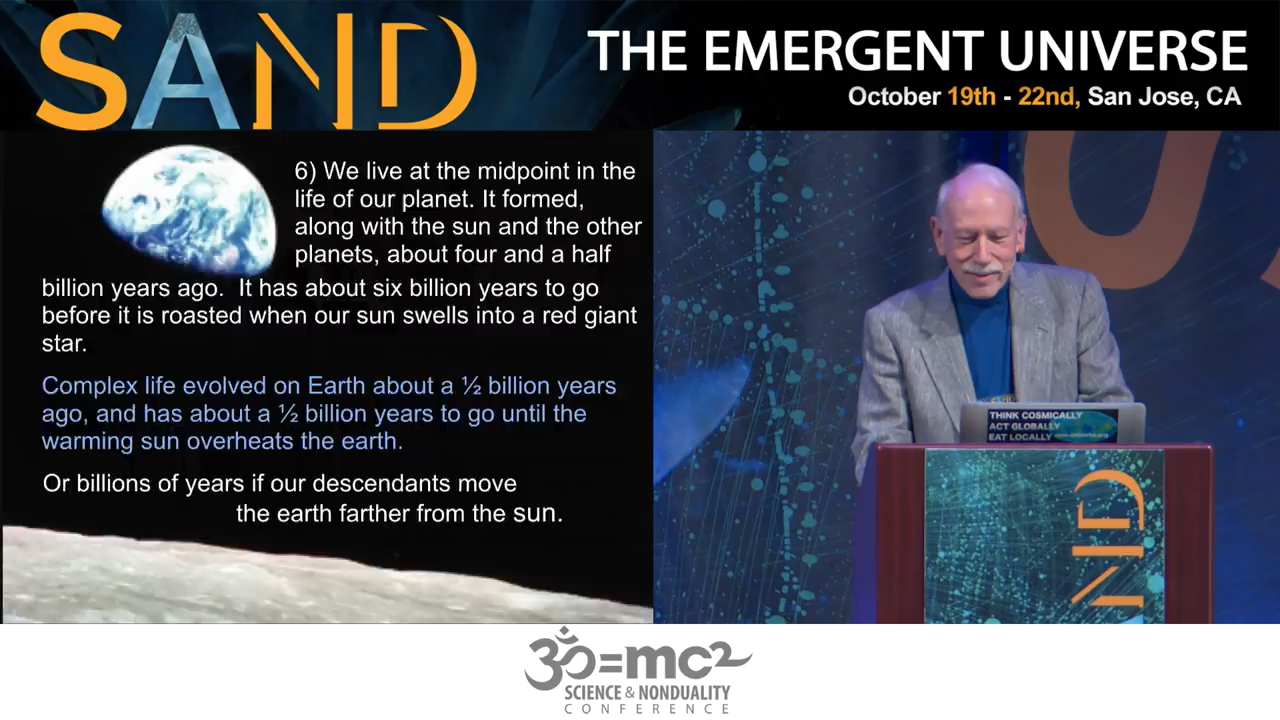 SAND
THE EMERGENT UNIVERSE
October 19th - 22nd, San Jose, CA
6) We live at the midpoint in the
life of our planet. It formed,
along with the sun and the other
planets, about four and a half
billion years ago. It has about six billion years to go
before it is roasted when our sun swells into a red giant
star.
Complex life evolved on Earth about a ½ billion years
ago, and has about a ½ billion years to go until the
warming sun overheats the earth.
Or billions of years if our descendants move
the earth farther from the sun.
THINK COSMICALLY
ACT GLOBALLY
EAT LOCALLY
ND
ॐ=mc²
SCIENCE & NONDUALITY
CONFERENCE